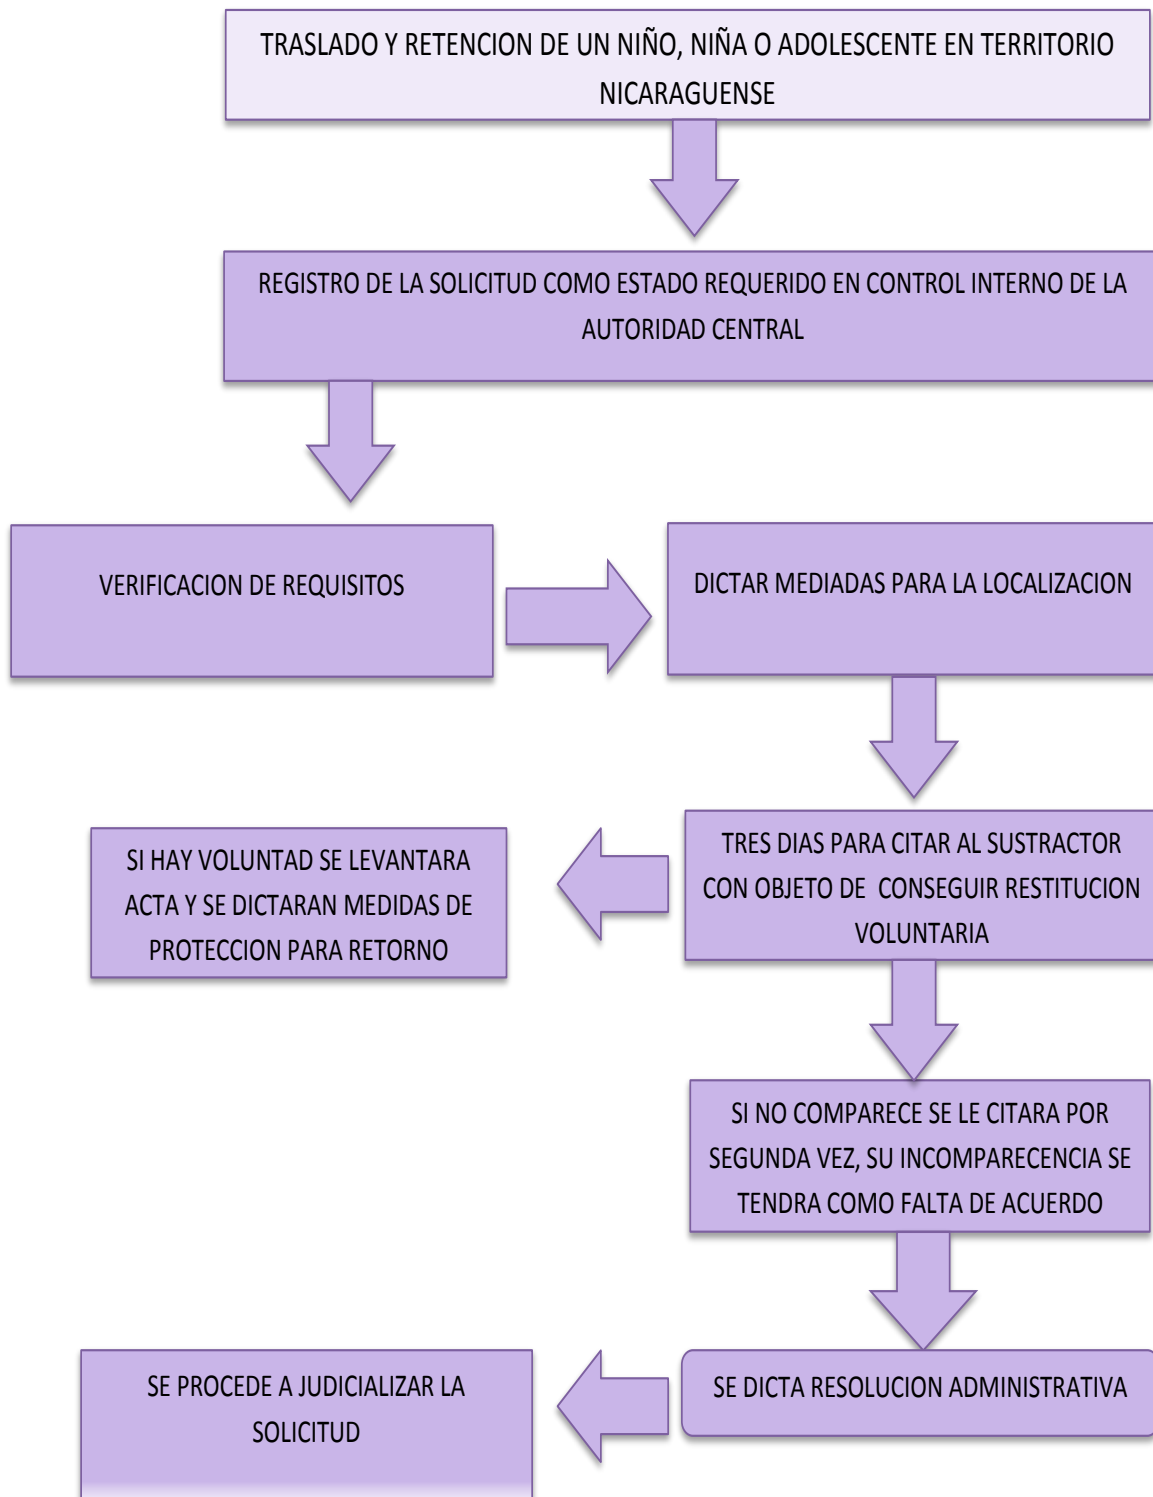 TRASLADO Y RETENCION DE UN NIÑO, NIÑA O ADOLESCENTE EN TERRITORIO
NICARAGUENSE
REGISTRO DE LA SOLICITUD COMO ESTADO REQUERIDO EN CONTROL INTERNO DE LA
AUTORIDAD CENTRAL
VERIFICACION DE REQUISITOS
DICTAR MEDIADAS PARA LA LOCALIZACION
TRES DIAS PARA CITAR AL SUSTRACTOR
CON OBJETO DE CONSEGUIR RESTITUCION
VOLUNTARIA
SI HAY VOLUNTAD SE LEVANTARA
ACTA Y SE DICTARAN MEDIDAS DE
PROTECCION PARA RETORNO
SI NO COMPARECE SE LE CITARA POR
SEGUNDA VEZ, SU INCOMPARECENCIA SE
TENDRA COMO FALTA DE ACUERDO
SE DICTA RESOLUCION ADMINISTRATIVA
SE PROCEDE A JUDICIALIZAR LA
SOLICITUD